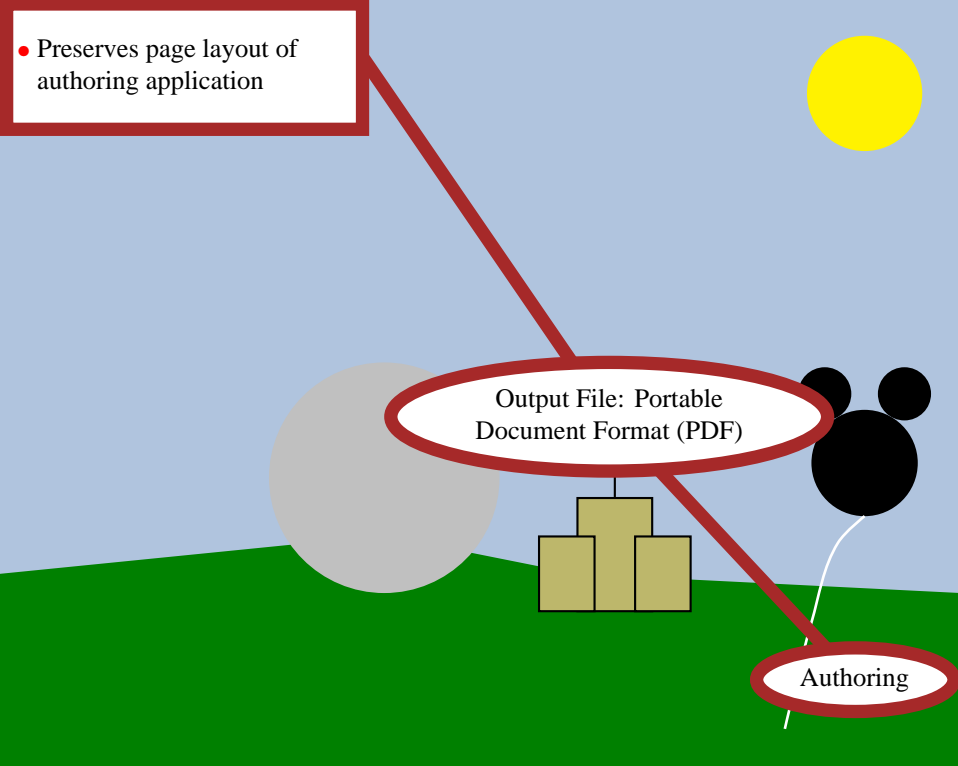 • Preserves page layout of
authoring application
Output File: Portable
Document Format (PDF)
Authoring